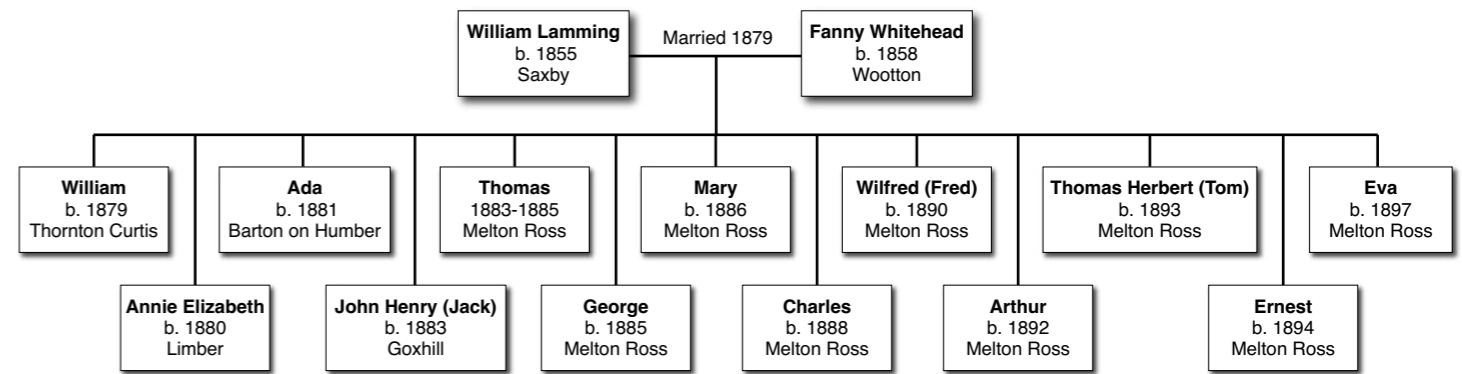 William Lamming
b. 1855
Saxby
Married 1879
Fanny Whitehead
b. 1858
Wootton
William
b. 1879
Thornton Curtis
Annie Elizabeth
b. 1880
Limber
Ada
b. 1881
Barton on Humber
John Henry (Jack)
b. 1883
Goxhill
Thomas
1883-1885
Melton Ross
George
b. 1885
Melton Ross
Mary
b. 1886
Melton Ross
Charles
b. 1888
Melton Ross
Wilfred (Fred)
b. 1890
Melton Ross
Arthur
b. 1892
Melton Ross
Thomas Herbert (Tom)
b. 1893
Melton Ross
Ernest
b. 1894
Melton Ross
Eva
b. 1897
Melton Ross